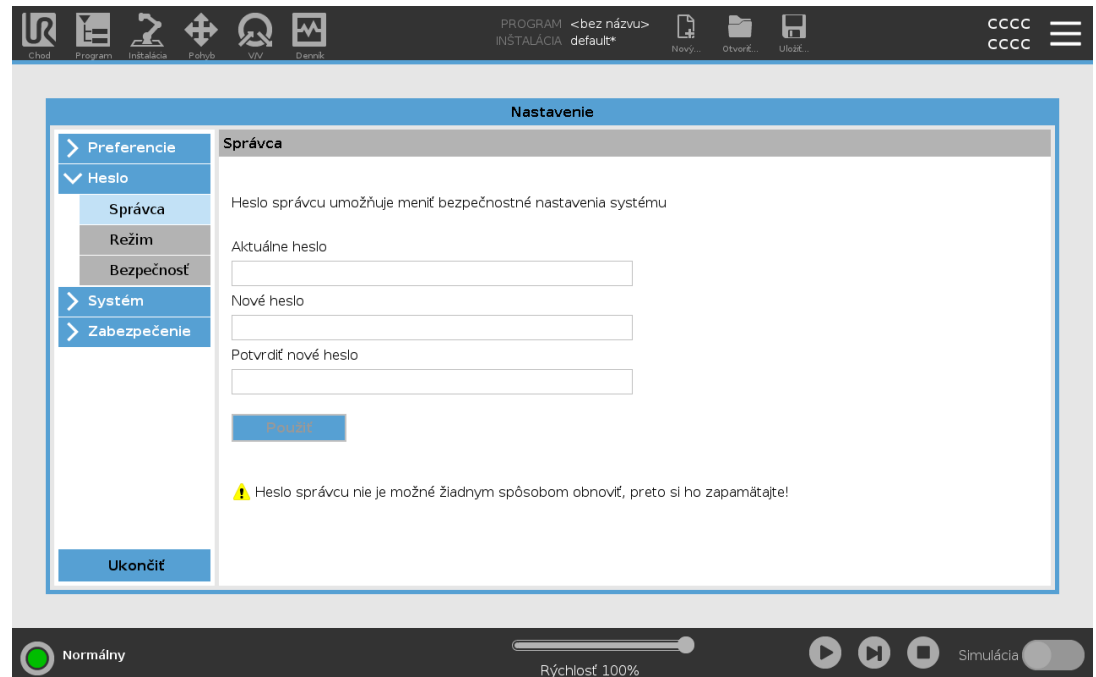 PROGRAM <bez názvu>
INŠTALÁCIA default*
cccc
cccc
Chod Program Inštalácia Pohyb V/V Denník Nový... Otvoriť... Uložiť...
Nastavenie
Preferencie
Heslo
Správca
Režim
Bezpečnosť
Systém
Zabezpečenie
Ukončiť
Správca
Heslo správcu umožňuje meniť bezpečnostné nastavenia systému
Aktuálne heslo
Nové heslo
Potvrdiť nové heslo
Použiť
Heslo správcu nie je možné žiadnym spôsobom obnoviť, preto si ho zapamätajte!
Normálny
Rýchlosť 100%
Simulácia